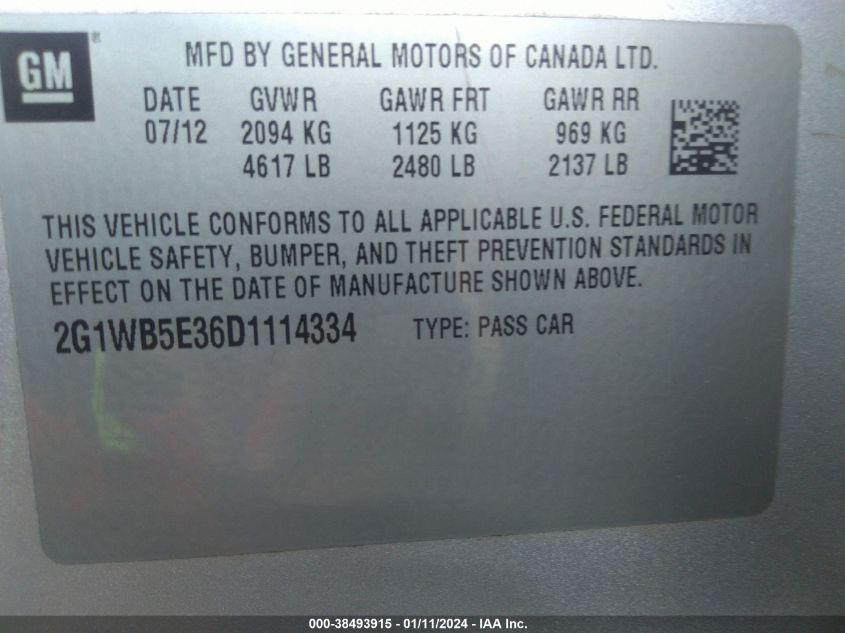 GM
®
MFD BY GENERAL MOTORS OF CANADA LTD.
DATE GVWR GAWR FRT GAWR RR
07/12 2094 KG 1125 KG 969 KG
4617 LB 2480 LB 2137 LB
THIS VEHICLE CONFORMS TO ALL APPLICABLE U.S. FEDERAL MOTOR
VEHICLE SAFETY, BUMPER, AND THEFT PREVENTION STANDARDS IN
EFFECT ON THE DATE OF MANUFACTURE SHOWN ABOVE.
2G1WB5E36D1114334 TYPE: PASS CAR
000-38493915 - 01/11/2024 - IAA Inc.